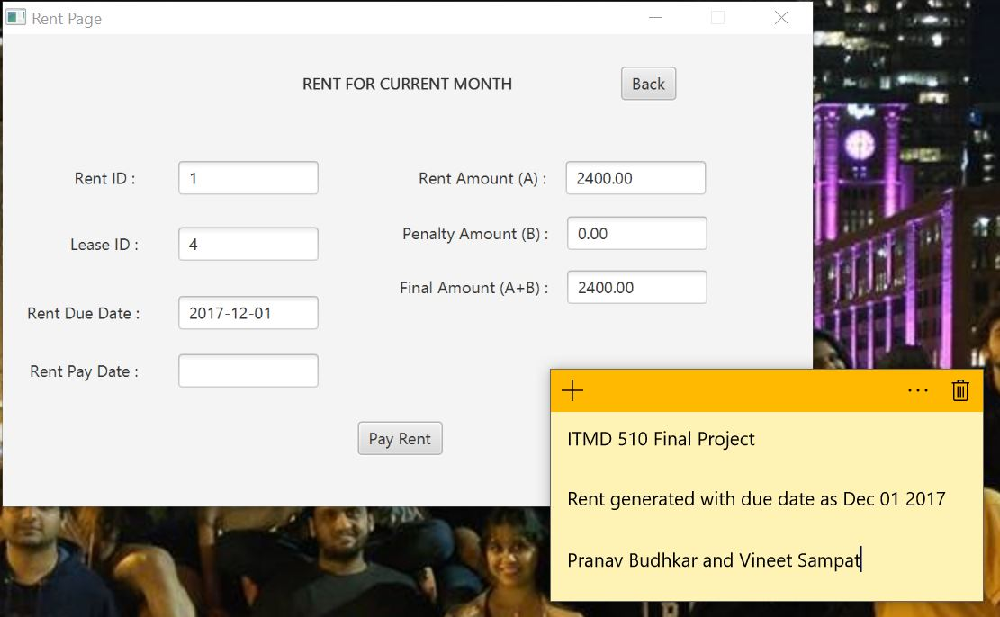 Rent Page
RENT FOR CURRENT MONTH
Back
Rent ID : 1
Rent Amount (A) : 2400.00
Lease ID : 4
Penalty Amount (B) : 0.00
Final Amount (A+B) : 2400.00
Rent Due Date : 2017-12-01
Rent Pay Date :
Pay Rent
ITMD 510 Final Project
Rent generated with due date as Dec 01 2017
Pranav Budhkar and Vineet Sampat